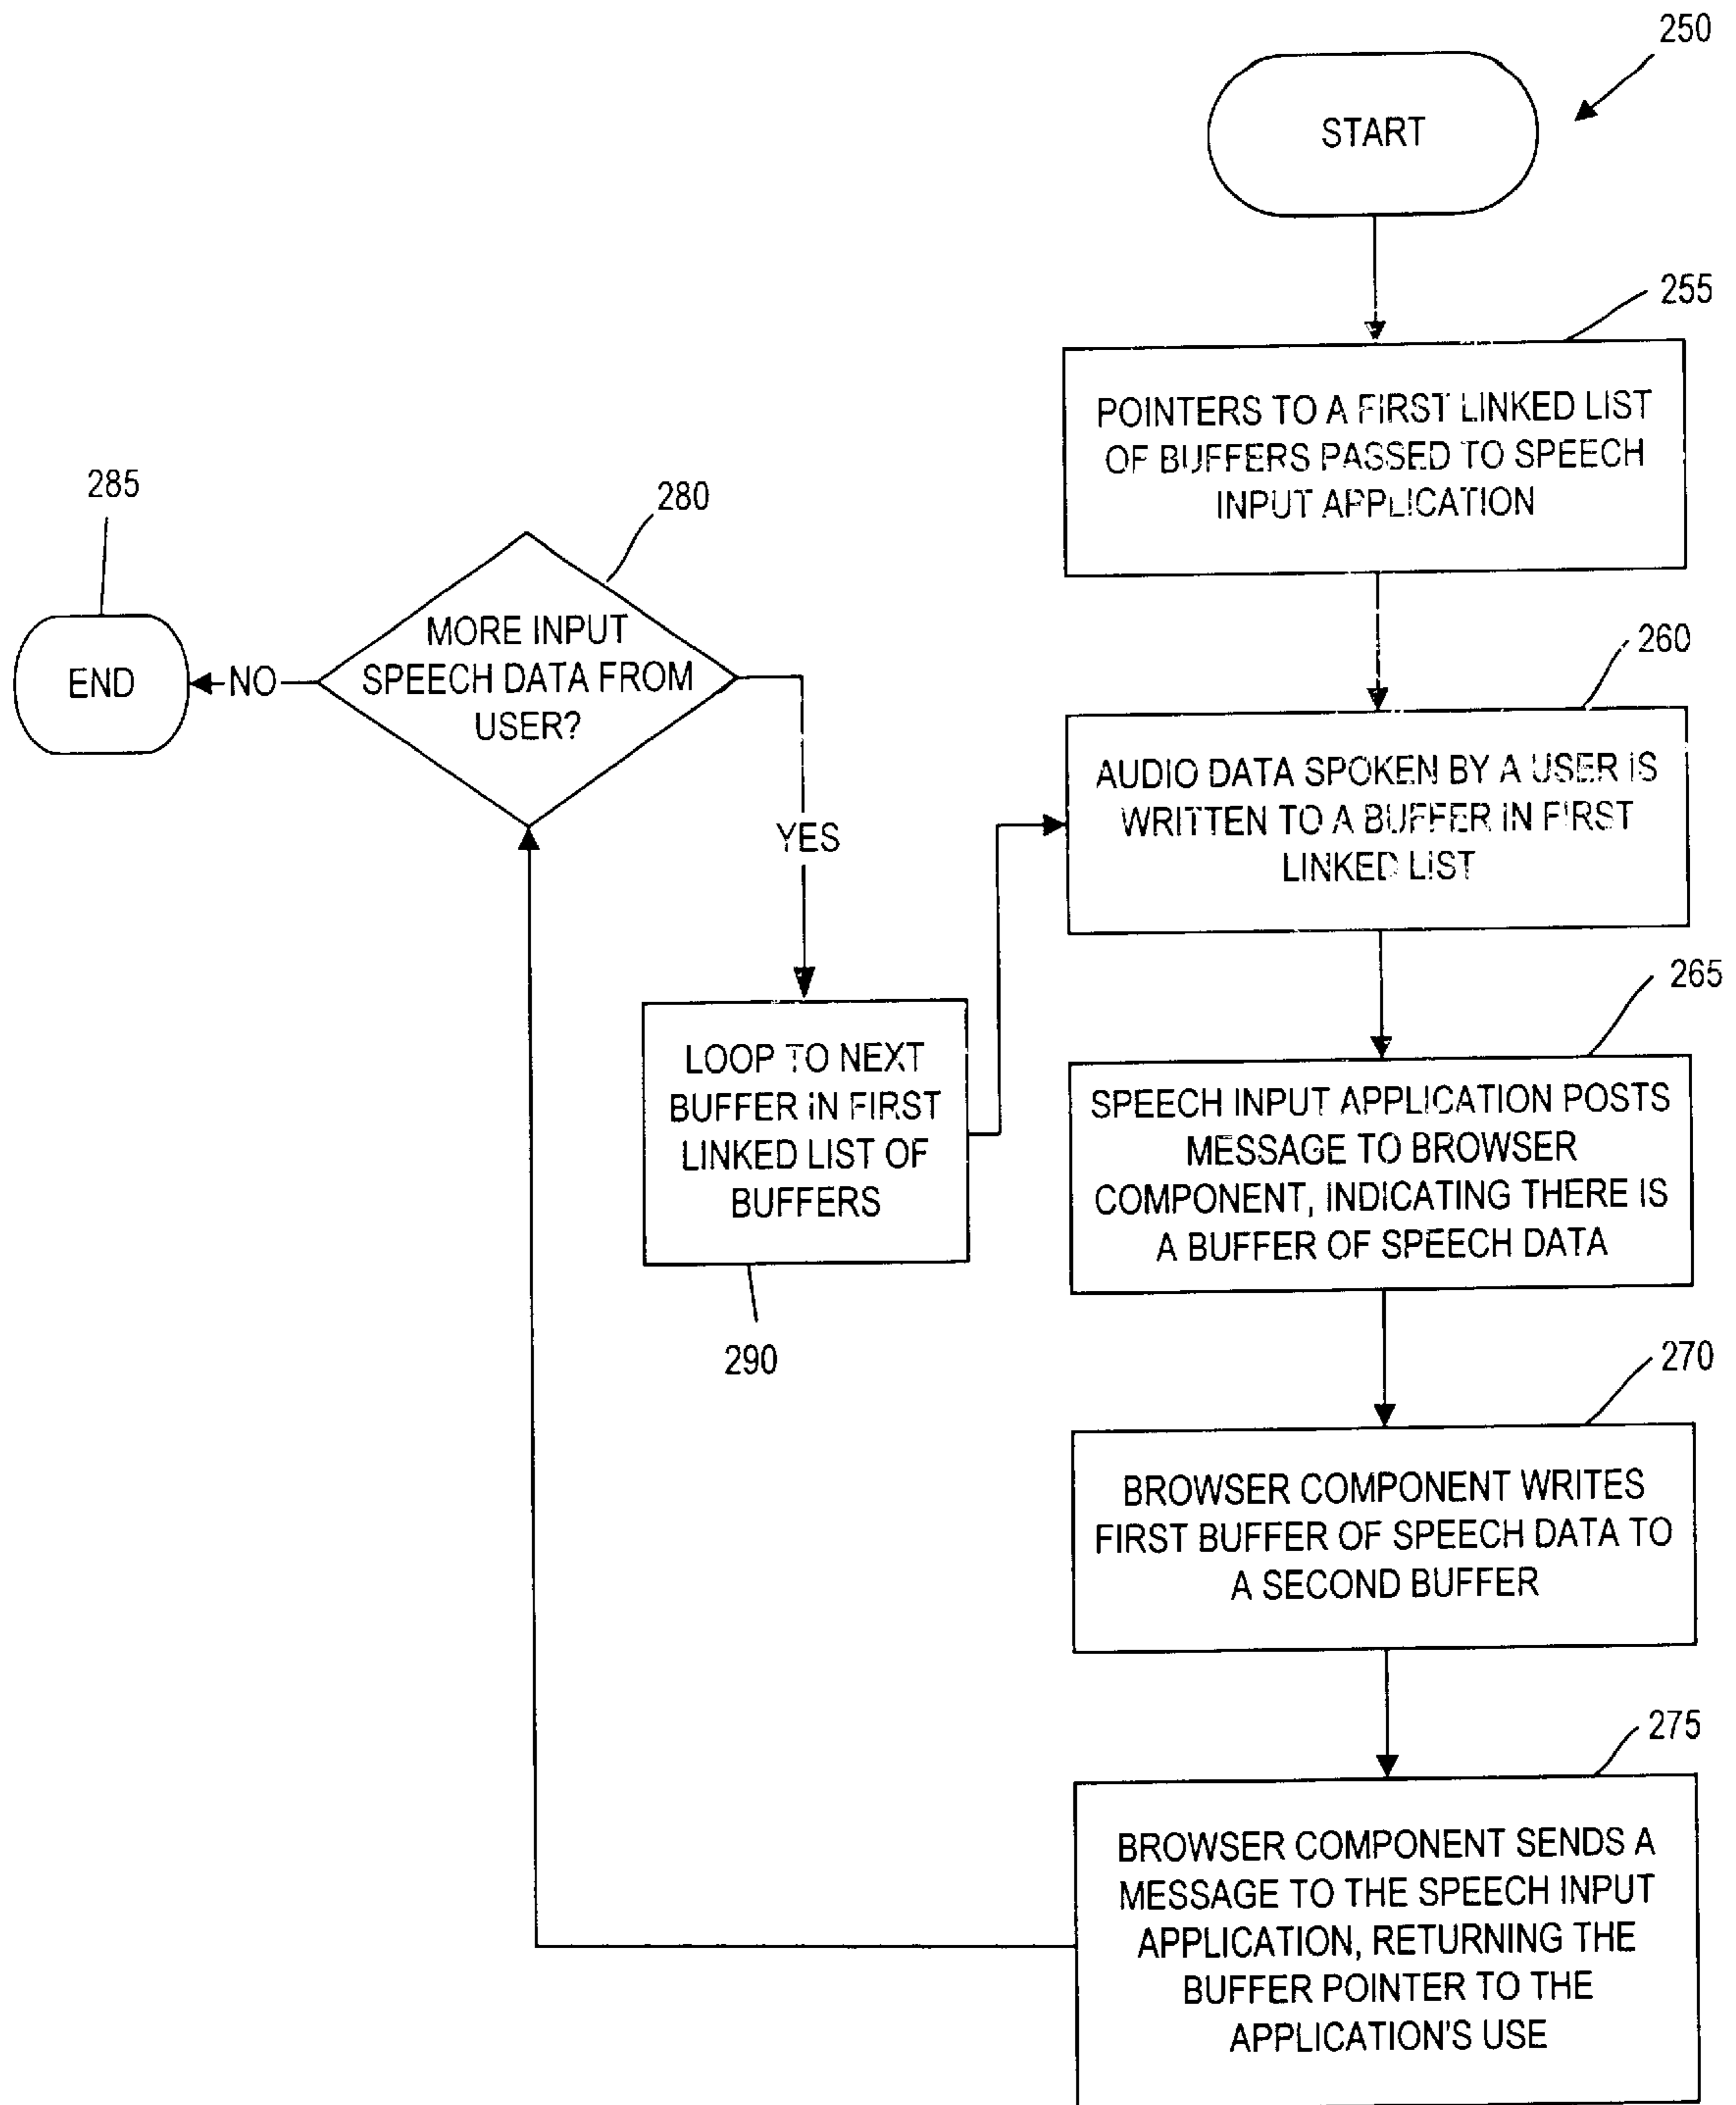 250
START
255
POINTERS TO A FIRST LINKED LIST
OF BUFFERS PASSED TO SPEECH
INPUT APPLICATION
260
AUDIO DATA SPOKEN BY A USER IS
WRITTEN TO A BUFFER IN FIRST
LINKED LIST
265
SPEECH INPUT APPLICATION POSTS
MESSAGE TO BROWSER
COMPONENT, INDICATING THERE IS
A BUFFER OF SPEECH DATA
270
BROWSER COMPONENT WRITES
FIRST BUFFER OF SPEECH DATA TO
A SECOND BUFFER
275
BROWSER COMPONENT SENDS A
MESSAGE TO THE SPEECH INPUT
APPLICATION, RETURNING THE
BUFFER POINTER TO THE
APPLICATION'S USE
280
MORE INPUT
SPEECH DATA FROM
USER?
NO
285
END
YES
LOOP TO NEXT
BUFFER IN FIRST
LINKED LIST OF
BUFFERS
290